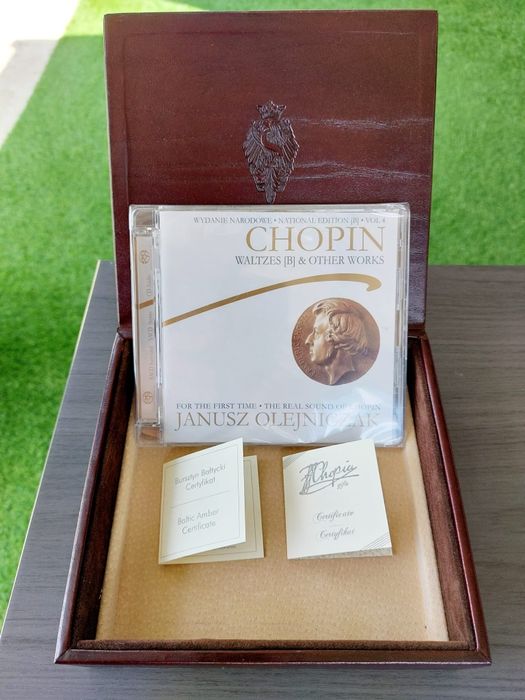 WYDANIE NARODOWE • NATIONAL EDITION [B] • VOL 4
CHOPIN
WALTZES [B] & OTHER WORKS
FOR THE FIRST TIME • THE REAL SOUND OF CHOPIN
JANUSZ OLEJNICZAK
Bursztyn Bałtycki
Certyfikat
Baltic Amber
Certificate
Chopin
gifts
Certificate
Certyfikat